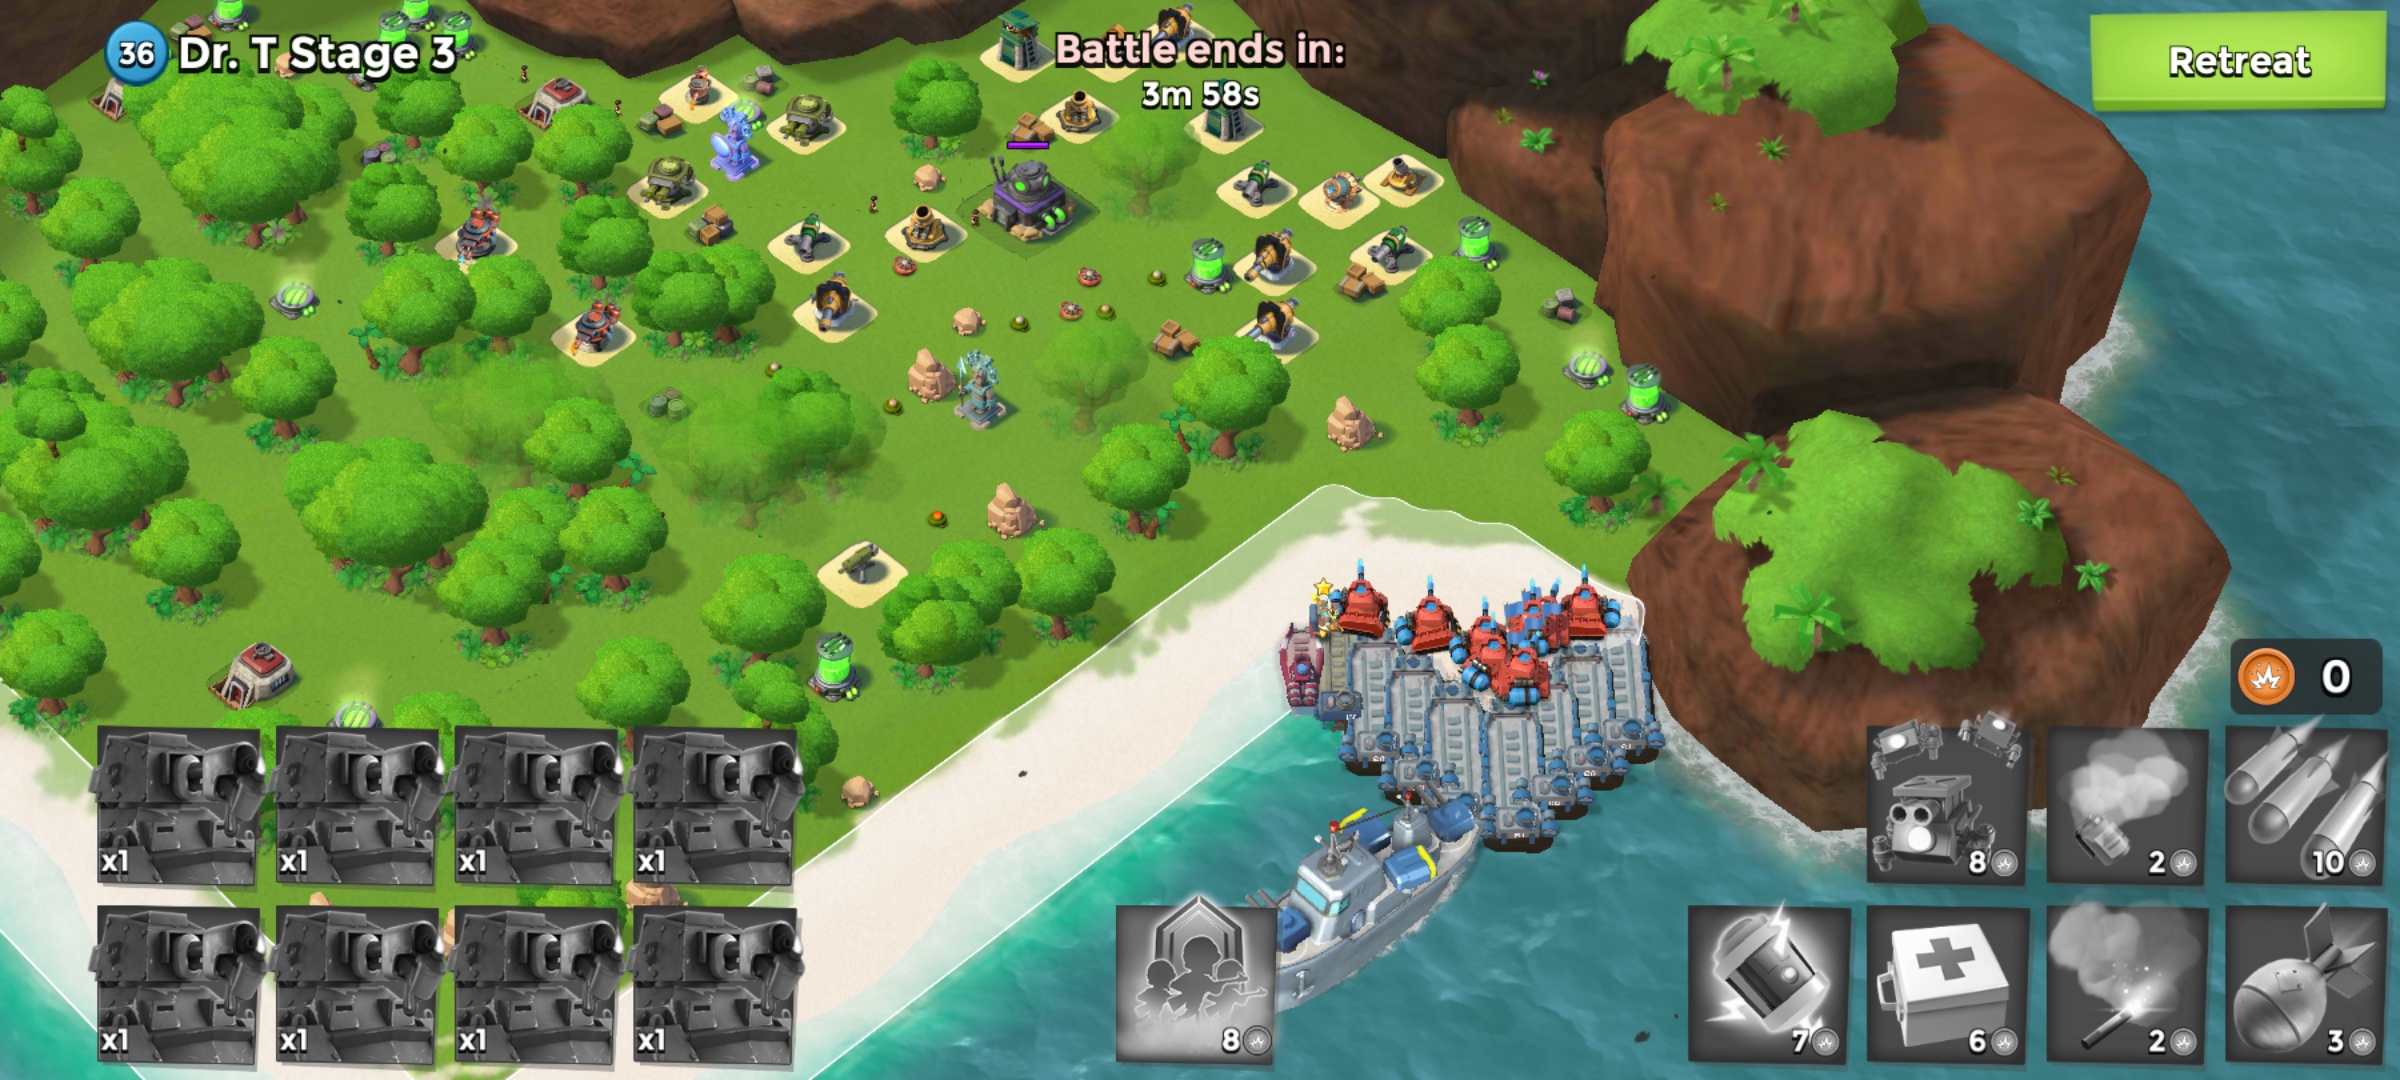 36 Dr. T Stage 3
Battle ends in:
3m 58s
Retreat
0
x1 x1 x1 x1
8 2 10
x1 x1 x1 x1
8 7 6 2 3
1